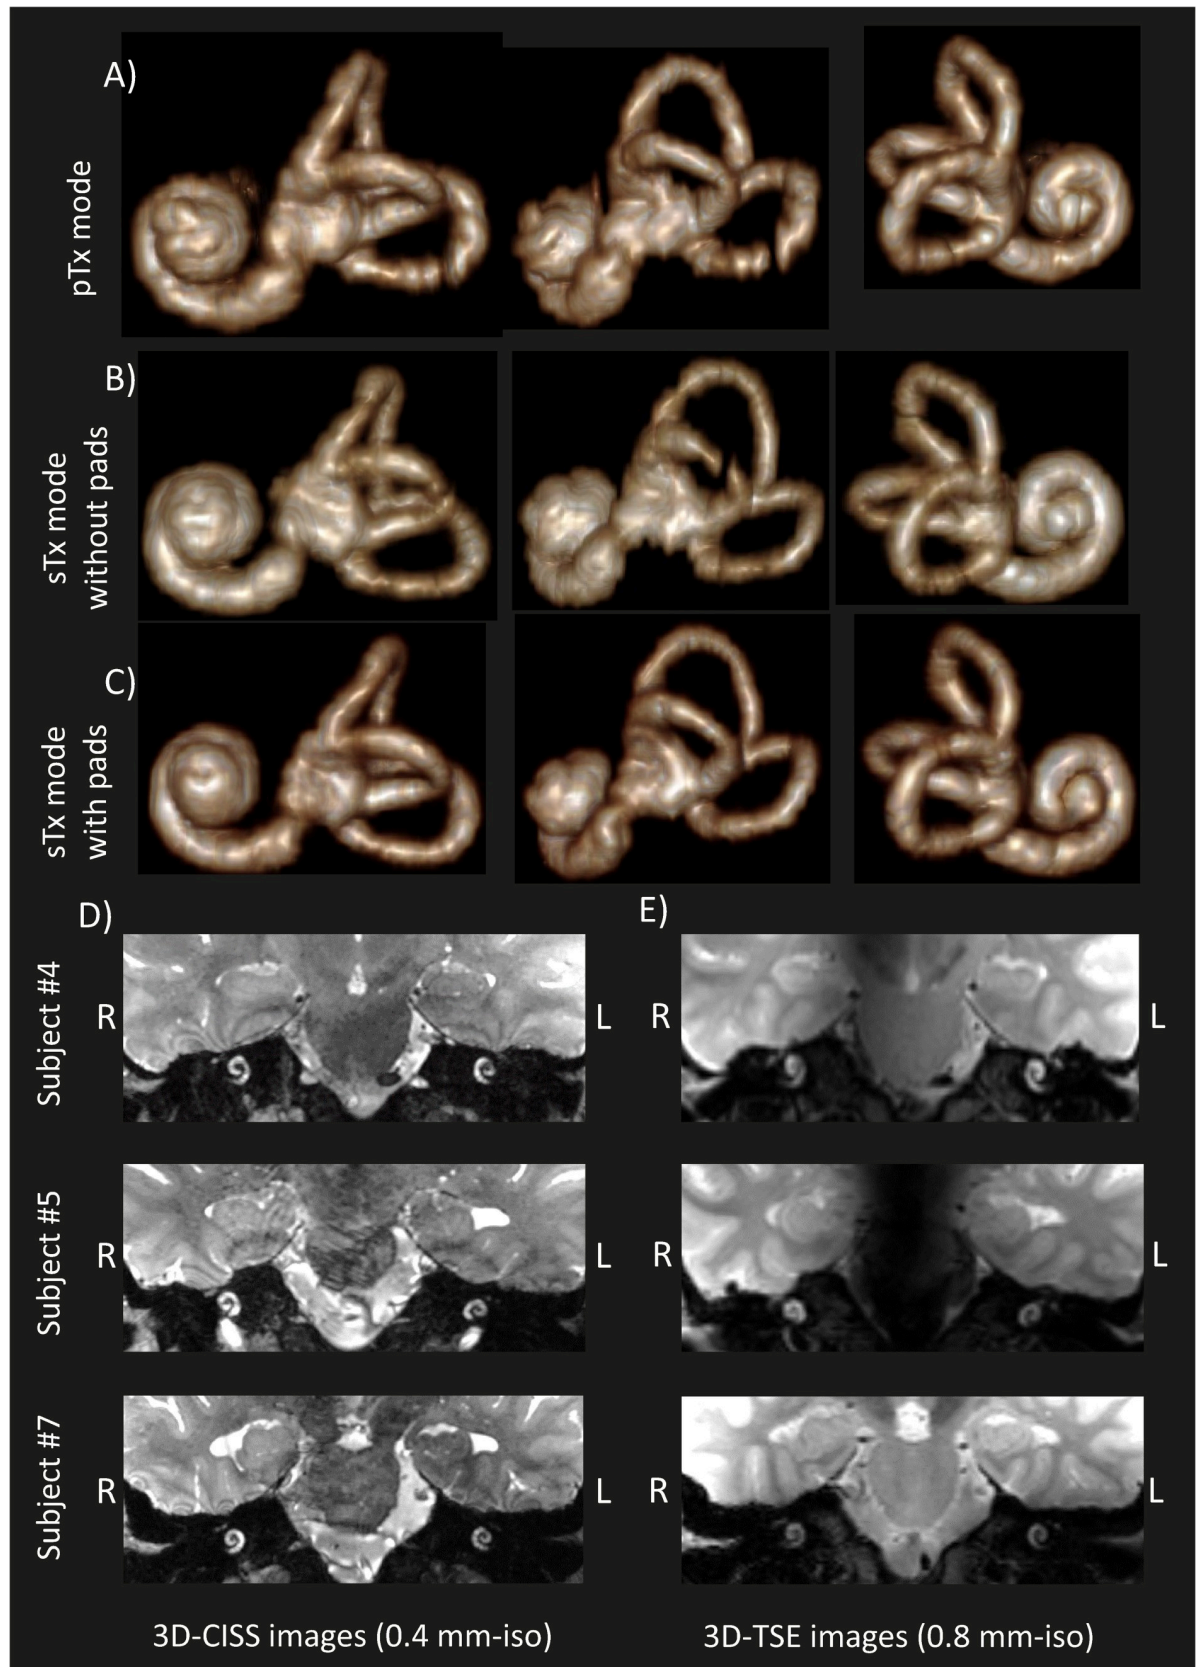 A)
pTx mode
B)
sTx mode
without pads
C)
sTx mode
with pads
D)
E)
Subject #4
R
L
R
L
Subject #5
R
L
R
L
Subject #7
R
L
R
L
3D-CISS images (0.4 mm-iso)
3D-TSE images (0.8 mm-iso)